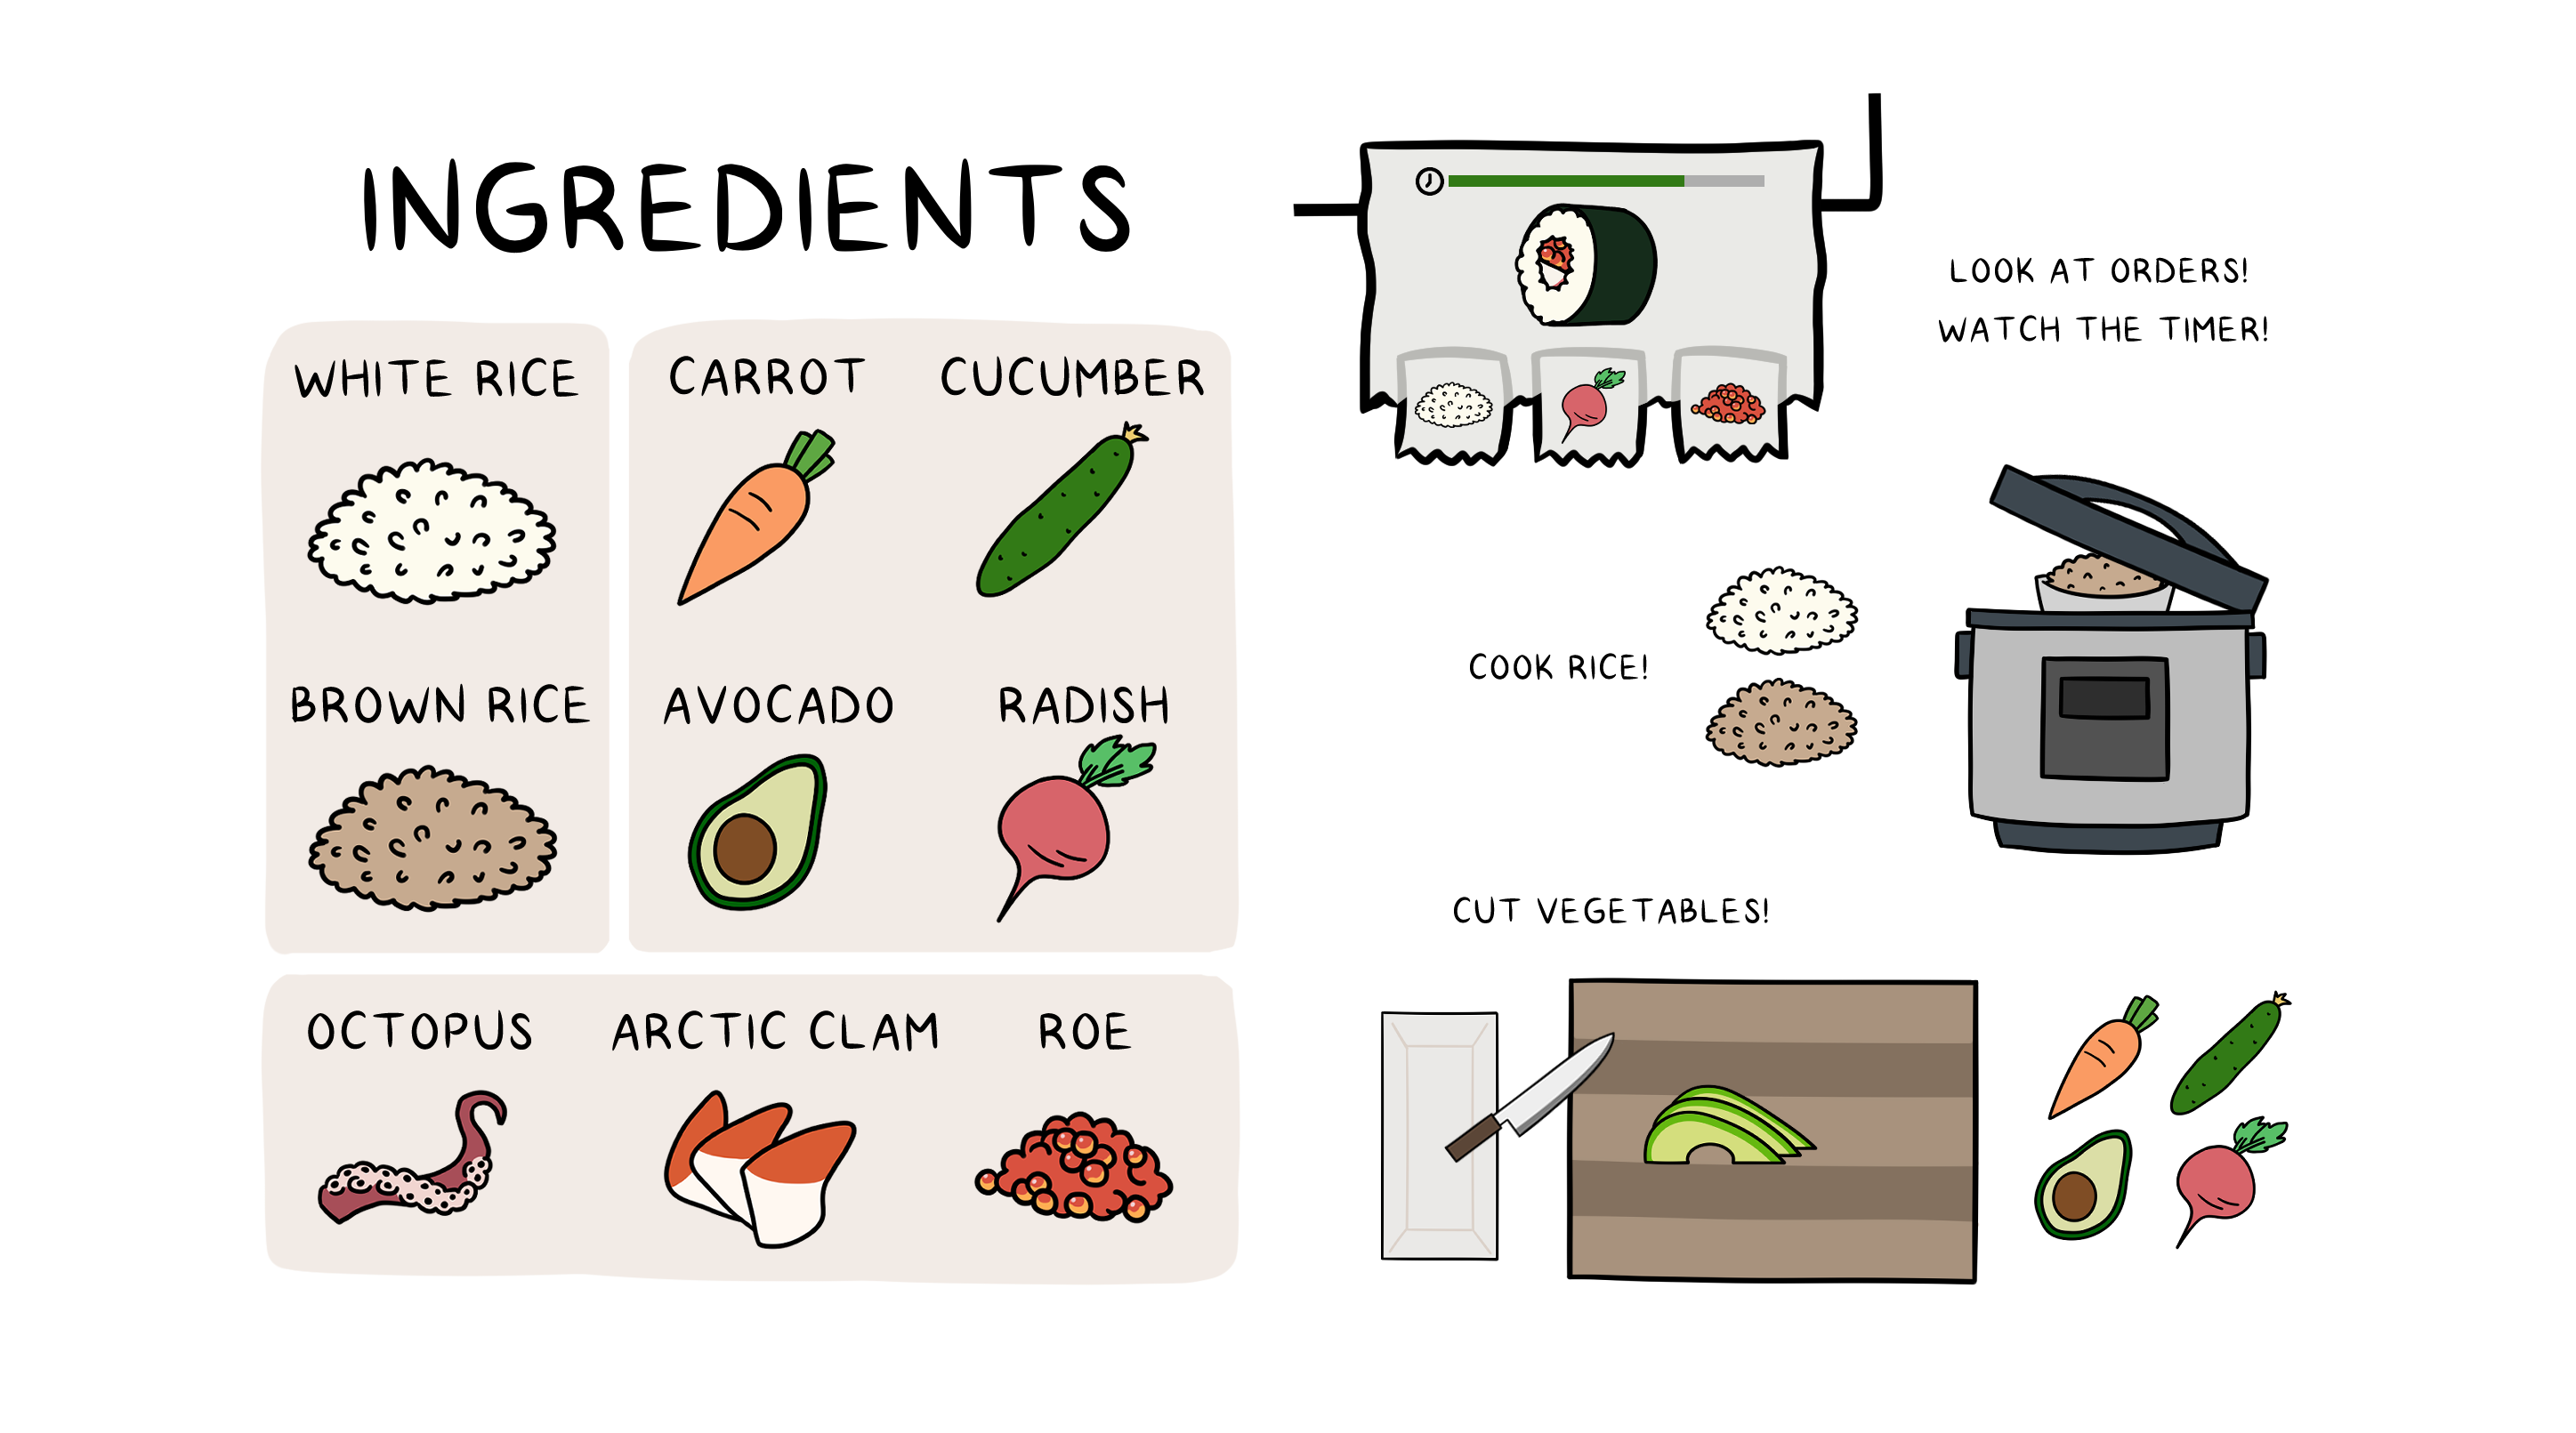 INGREDIENTS
WHITE RICE
CARROT
CUCUMBER
BROWN RICE
AVOCADO
RADISH
OCTOPUS
ARCTIC CLAM
ROE
LOOK AT ORDERS!
WATCH THE TIMER!
COOK RICE!
CUT VEGETABLES!